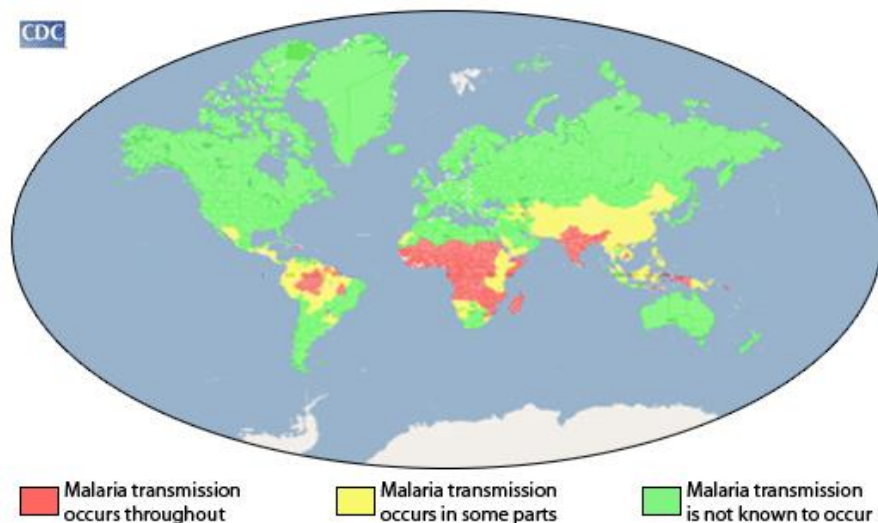 CDC
Malaria transmission
occurs throughout
Malaria transmission
occurs in some parts
Malaria transmission
is not known to occur